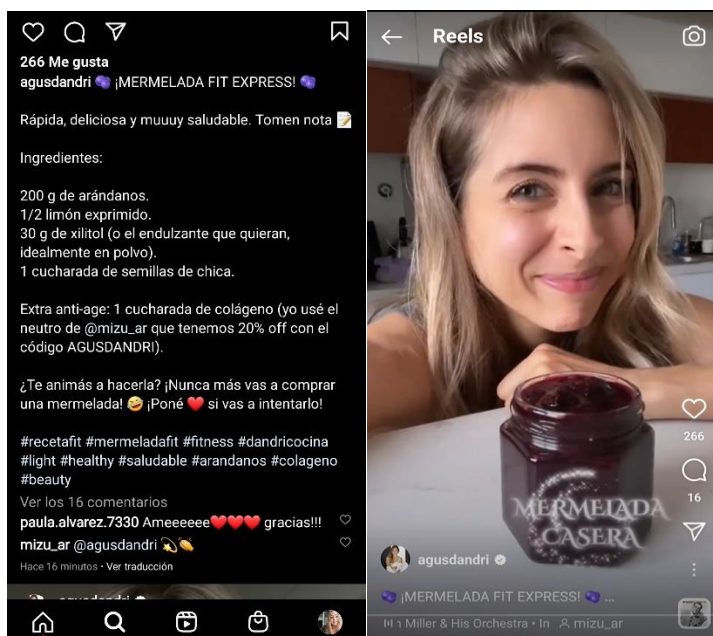 266 Me gusta
agusdandri 🫐 ¡MERMELADA FIT EXPRESS! 🫐
Rápida, deliciosa y muuuy saludable. Tomen nota 📝
Ingredientes:
200 g de arándanos.
1/2 limón exprimido.
30 g de xilitol (o el endulzante que quieran,
idealmente en polvo).
1 cucharada de semillas de chica.
Extra anti-age: 1 cucharada de colágeno (yo usé el
neutro de @mizu_ar que tenemos 20% off con el
código AGUSDANDRI).
¿Te animás a hacerla? ¡Nunca más vas a comprar
una mermelada! 🤣 ¡Poné ❤️ si vas a intentarlo!
#recetafit #mermeladafit #fitness #dandricocina
#light #healthy #saludable #arandanos #colageno
#beauty
Ver los 16 comentarios
paula.alvarez.7330 Ameeeeeee❤️❤️❤️ gracias!!!
mizu_ar @agusdandri 💫👏
Hace 16 minutos • Ver traducción
agusdandri
Reels
266
16
MERMELADA
CASERA
agusdandri
🫐 ¡MERMELADA FIT EXPRESS! 🫐 ...
Miller & His Orchestra • In mizu_ar